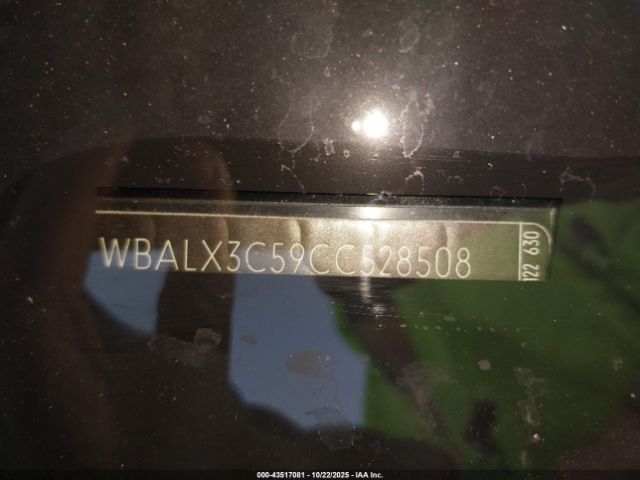 WBALX3C59CC528508
122 630
000-43517081 - 10/22/2025 - IAA Inc.